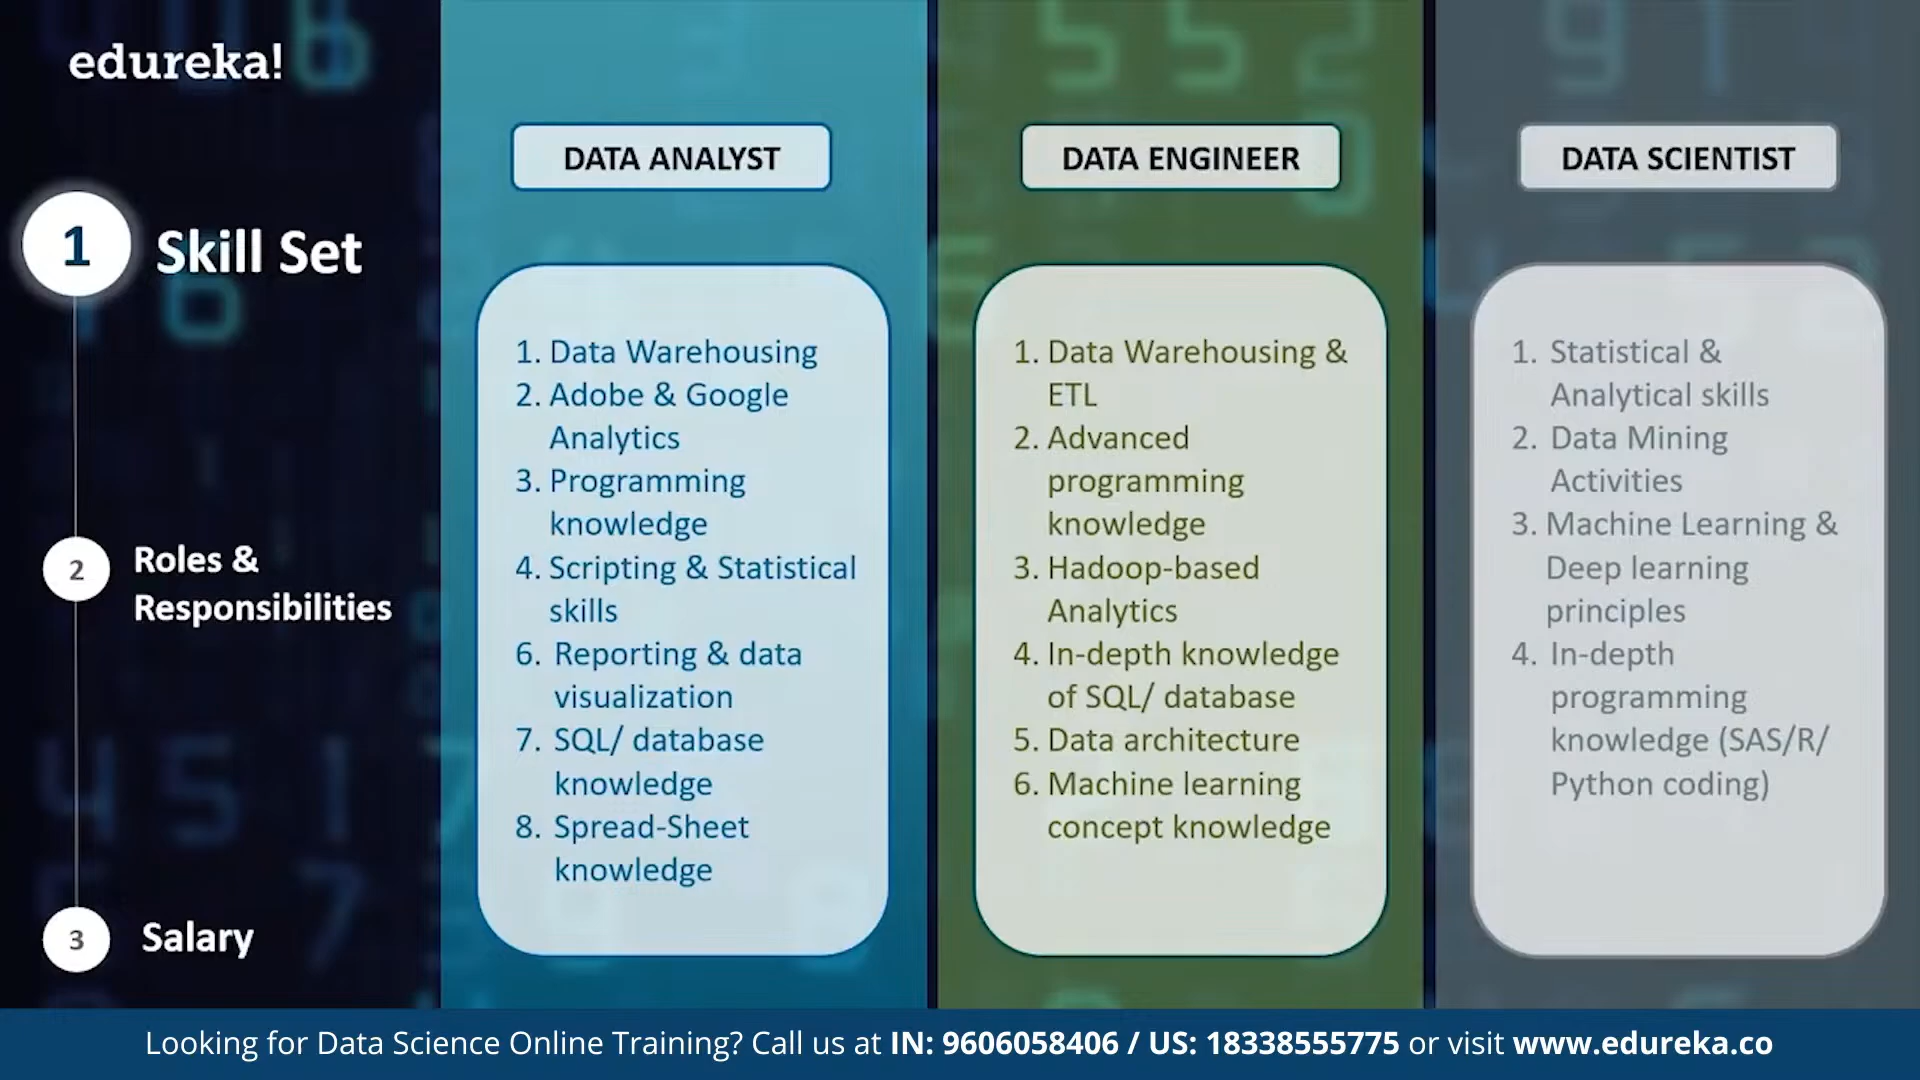 edureka!
1 Skill Set
2 Roles &
Responsibilities
3 Salary
DATA ANALYST
1. Data Warehousing
2. Adobe & Google
Analytics
3. Programming
knowledge
4. Scripting & Statistical
skills
6. Reporting & data
visualization
7. SQL/ database
knowledge
8. Spread-Sheet
knowledge
DATA ENGINEER
1. Data Warehousing &
ETL
2. Advanced
programming
knowledge
3. Hadoop-based
Analytics
4. In-depth knowledge
of SQL/ database
5. Data architecture
6. Machine learning
concept knowledge
DATA SCIENTIST
1. Statistical &
Analytical skills
2. Data Mining
Activities
3. Machine Learning &
Deep learning
principles
4. In-depth
programming
knowledge (SAS/R/
Python coding)
Looking for Data Science Online Training? Call us at IN: 9606058406 / US: 18338555775 or visit www.edureka.co